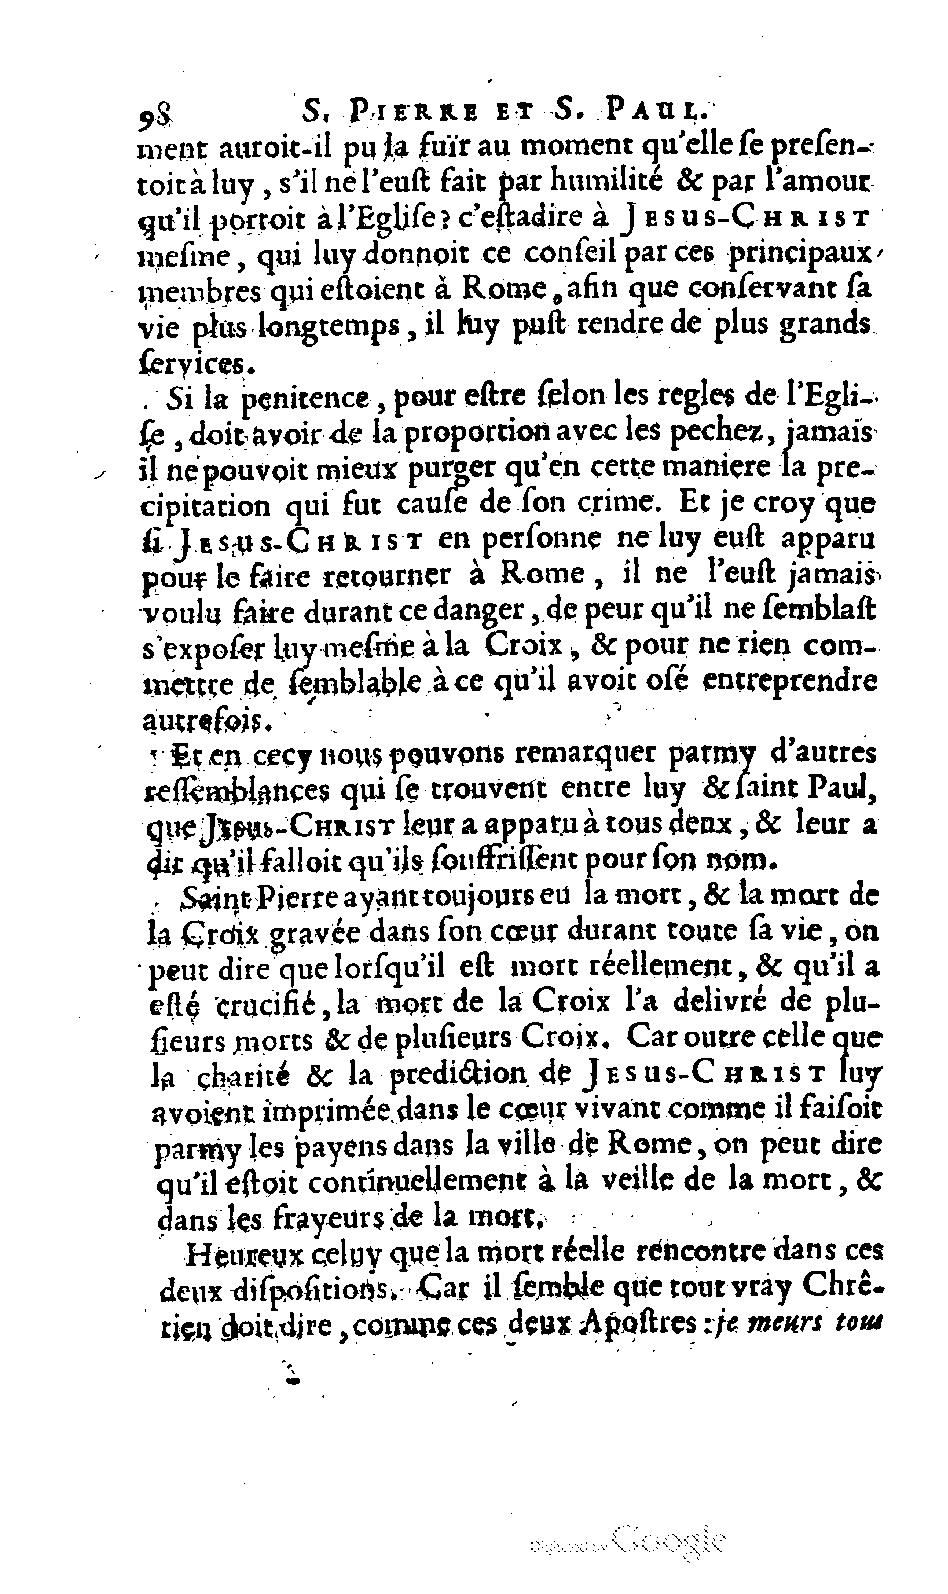 98 S. PIERRE ET S. PAUL.
ment auroit-il pu la fuïr au moment qu'elle ſe preſen-
toit à luy, s'il ne l'euſt fait par humilité & par l'amour
qu'il portoit à l'Egliſe? c'eſtadire à JESUS-CHRIST
meſme, qui luy donnoit ce conſeil par ces principaux
membres qui eſtoient à Rome, afin que conſervant ſa
vie plus longtemps, il luy puſt rendre de plus grands
ſervices.
Si la penitence, pour eſtre ſelon les regles de l'Egli-
ſe, doit avoir de la proportion avec les pechez, jamais
il ne pouvoit mieux purger qu'en cette maniere la pre-
cipitation qui fut cauſe de ſon crime. Et je croy que
ſi JESUS-CHRIST en perſonne ne luy euſt apparu
pour le faire retourner à Rome, il ne l'euſt jamais
voulu faire durant ce danger, de peur qu'il ne ſemblaſt
s'expoſer luy meſme à la Croix, & pour ne rien com-
mettre de ſemblable à ce qu'il avoit oſé entreprendre
autrefois.
Et en cecy nous pouvons remarquer parmy d'autres
reſſemblances qui ſe trouvent entre luy & ſaint Paul,
que JESUS-CHRIST leur a apparu à tous deux, & leur a
dit qu'il falloit qu'ils ſouffriſſent pour ſon nom.
Saint Pierre ayant toujours eu la mort, & la mort de
la Croix gravée dans ſon cœur durant toute ſa vie, on
peut dire que lorſqu'il eſt mort réellement, & qu'il a
eſté crucifié, la mort de la Croix l'a delivré de plu-
ſieurs morts & de pluſieurs Croix. Car outre celle que
la charité & la prediction de JESUS-CHRIST luy
avoient imprimée dans le cœur vivant comme il faiſoit
parmy les payens dans la ville de Rome, on peut dire
qu'il eſtoit continuellement à la veille de la mort, &
dans les frayeurs de la mort.
Heureux celuy que la mort réelle rencontre dans ces
deux diſpoſitions. Car il ſemble que tout vray Chrê-
tien doit dire, comme ces deux Apoſtres: je meurs tous
Digitized by Google